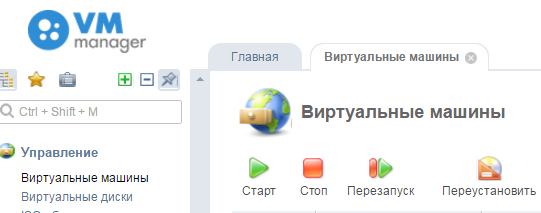 VM
manager
Главная
Виртуальные машины
Ctrl + Shift + M
Виртуальные машины
Управление
Виртуальные машины
Виртуальные диски
Старт
Стоп
Перезапуск
Переустановить